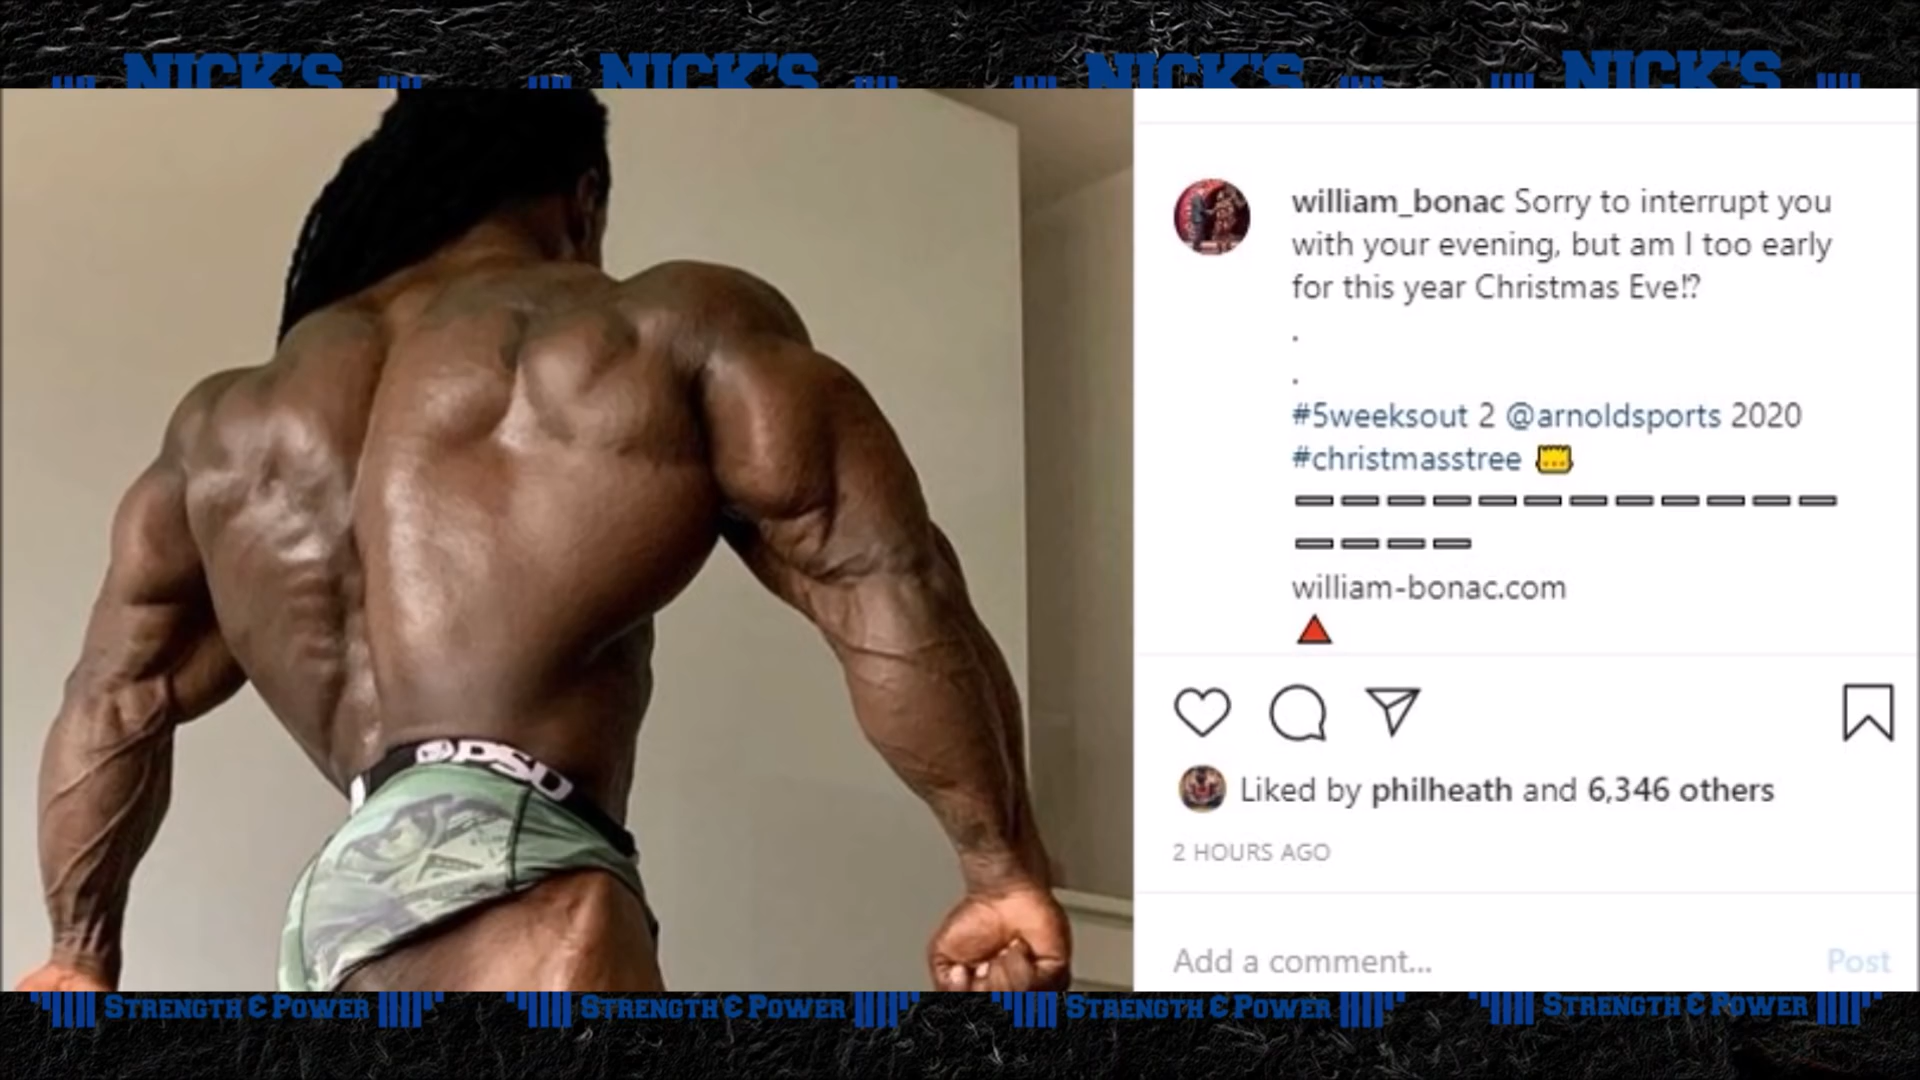 NICK'S NICK'S NICK'S NICK'S
william_bonac Sorry to interrupt you
with your evening, but am I too early
for this year Christmas Eve!?
.
.
#5weeksout 2 @arnoldsports 2020
#christmasstree
william-bonac.com
Liked by philheath and 6,346 others
2 HOURS AGO
Add a comment... Post
PSD
STRENGTH & POWER STRENGTH & POWER STRENGTH & POWER STRENGTH & POWER